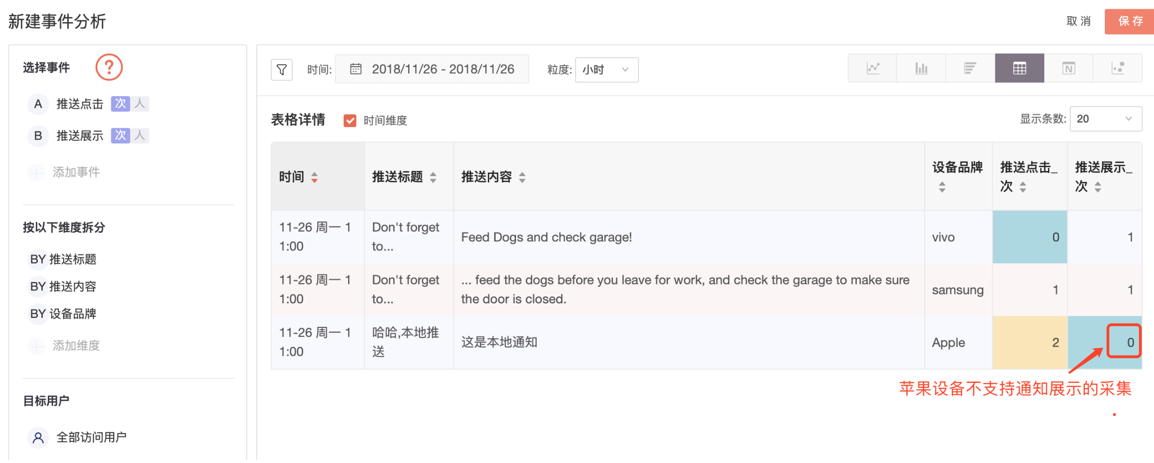 新建事件分析
取 消
保 存
选择事件
?
A 推送点击 次 人
B 推送展示 次 人
添加事件
按以下维度拆分
BY 推送标题
BY 推送内容
BY 设备品牌
添加维度
目标用户
全部访问用户
时间: 2018/11/26 - 2018/11/26 粒度: 小时
N
表格详情 时间维度 显示条数: 20
时间 推送标题 推送内容 设备品牌 推送点击_
次 推送展示_
次
11-26 周一 1
1:00
Don't forget
to...
Feed Dogs and check garage!
vivo
0
1
11-26 周一 1
1:00
Don't forget
to...
... feed the dogs before you leave for work, and check the garage to make sure
the door is closed.
samsung
1
1
11-26 周一 1
1:00
哈哈,本地推
送
这是本地通知
Apple
2
0
苹果设备不支持通知展示的采集